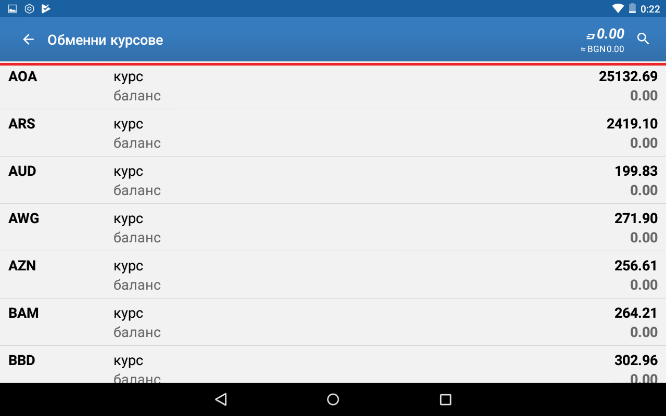 0:22
Обменни курсове
0.00
≈ BGN 0.00
AOA курс 25132.69
баланс 0.00
ARS курс 2419.10
баланс 0.00
AUD курс 199.83
баланс 0.00
AWG курс 271.90
баланс 0.00
AZN курс 256.61
баланс 0.00
BAM курс 264.21
баланс 0.00
BBD курс 302.96
баланс 0.00